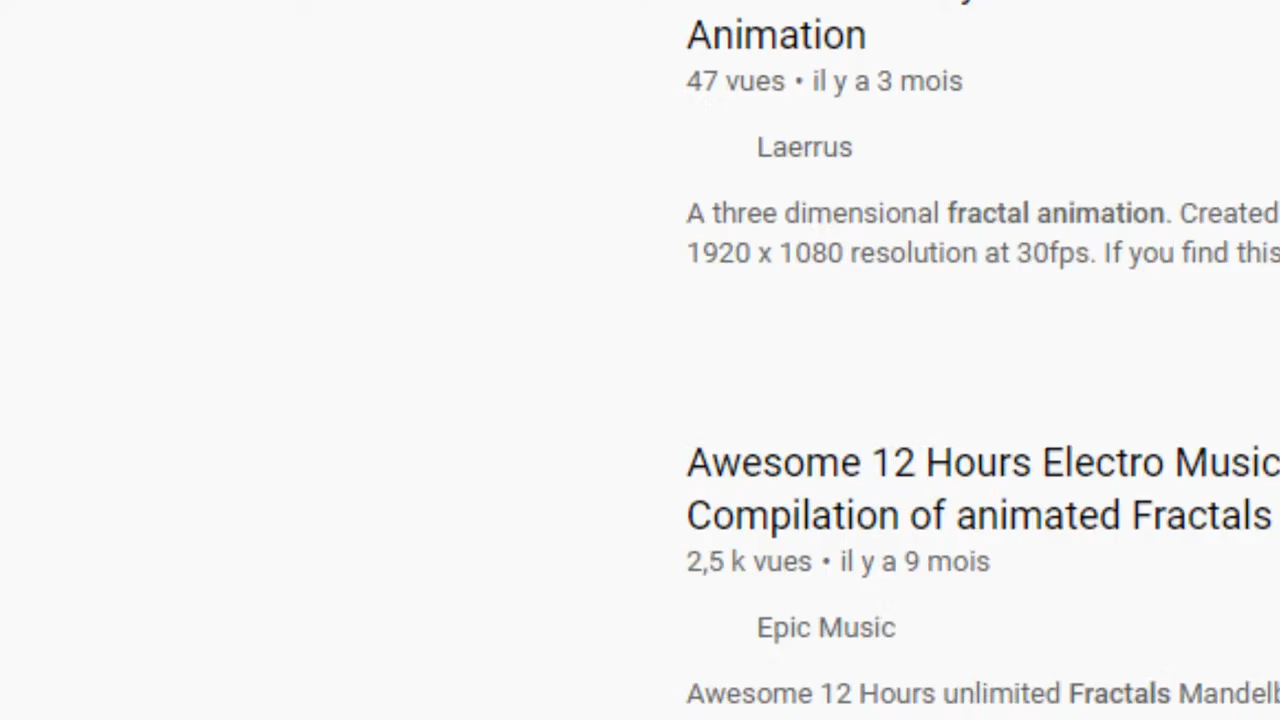 Animation
47 vues • il y a 3 mois
Laerrus
A three dimensional fractal animation. Created
1920 x 1080 resolution at 30fps. If you find this
Awesome 12 Hours Electro Music
Compilation of animated Fractals
2,5 k vues • il y a 9 mois
Epic Music
Awesome 12 Hours unlimited Fractals